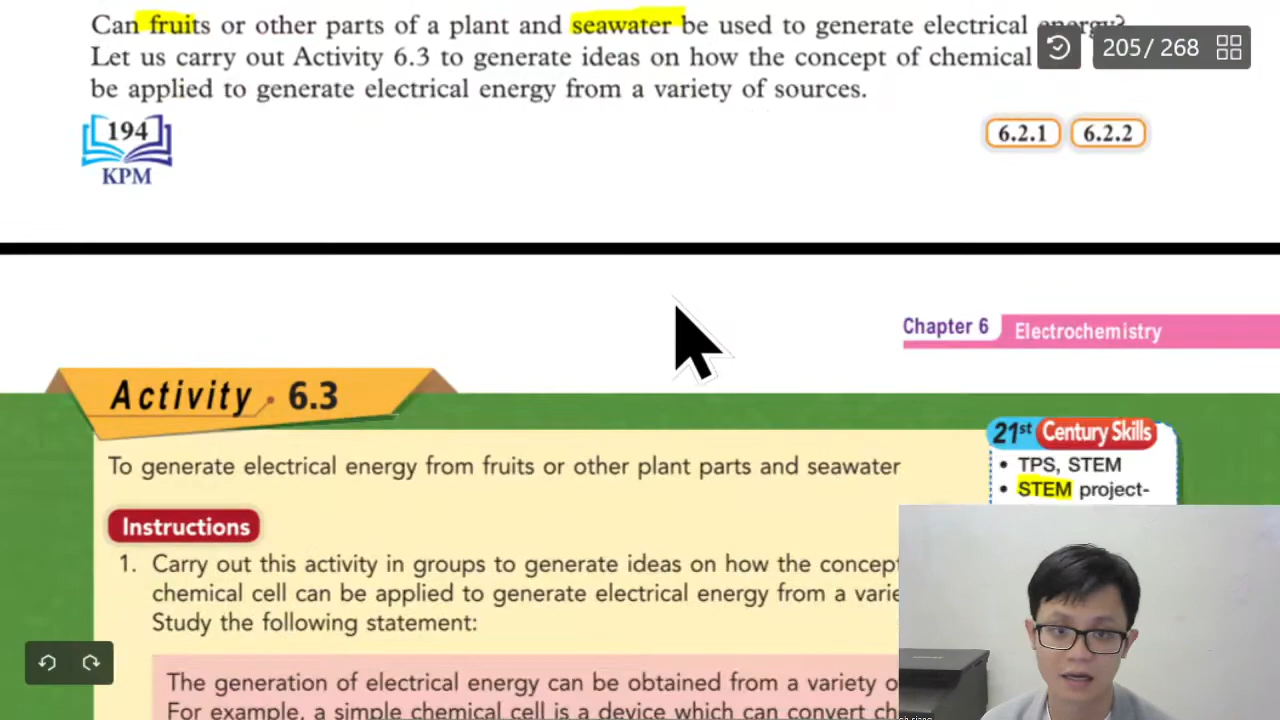 Can fruits or other parts of a plant and seawater be used to generate electrical energy?
Let us carry out Activity 6.3 to generate ideas on how the concept of chemical
be applied to generate electrical energy from a variety of sources.
205/ 268
194
KPM
6.2.1 6.2.2
Chapter 6 Electrochemistry
Activity 6.3
21st Century Skills
• TPS, STEM
• STEM project-
To generate electrical energy from fruits or other plant parts and seawater
Instructions
1. Carry out this activity in groups to generate ideas on how the concept
chemical cell can be applied to generate electrical energy from a varie
Study the following statement:
The generation of electrical energy can be obtained from a variety o
For example, a simple chemical cell is a device which can convert ch